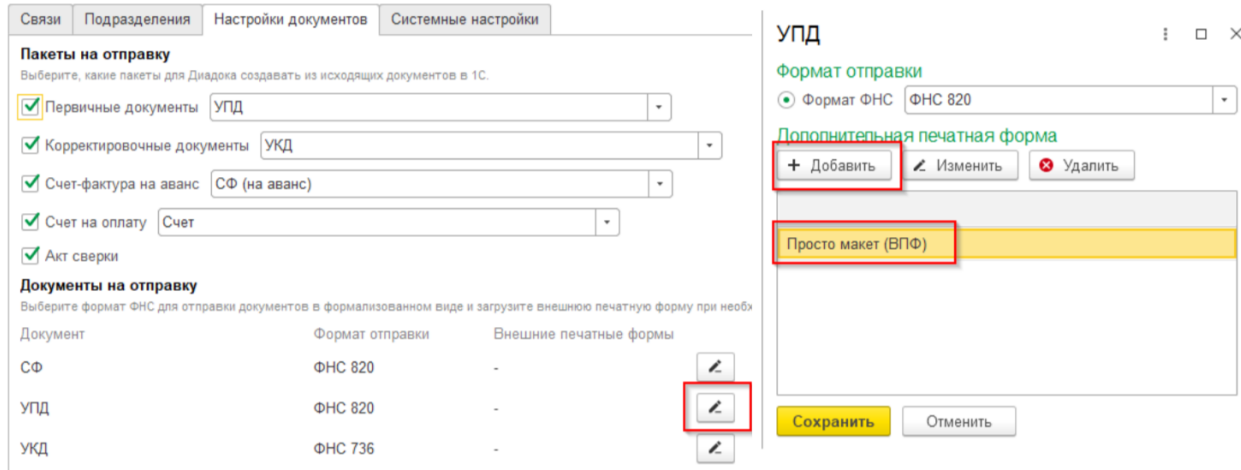 Связи Подразделения Настройки документов Системные настройки
Пакеты на отправку
Выберите, какие пакеты для Диадока создавать из исходящих документов в 1С.
Первичные документы УПД
Корректировочные документы УКД
Счет-фактура на аванс СФ (на аванс)
Счет на оплату Счет
Акт сверки
Документы на отправку
Выберите формат ФНС для отправки документов в формализованном виде и загрузите внешнюю печатную форму при необх
Документ Формат отправки Внешние печатные формы
СФ ФНС 820 -
УПД ФНС 820 -
УКД ФНС 736 -
УПД
Формат отправки
Формат ФНС ФНС 820
Дополнительная печатная форма
+ Добавить Изменить Удалить
Просто макет (ВПФ)
Сохранить Отменить